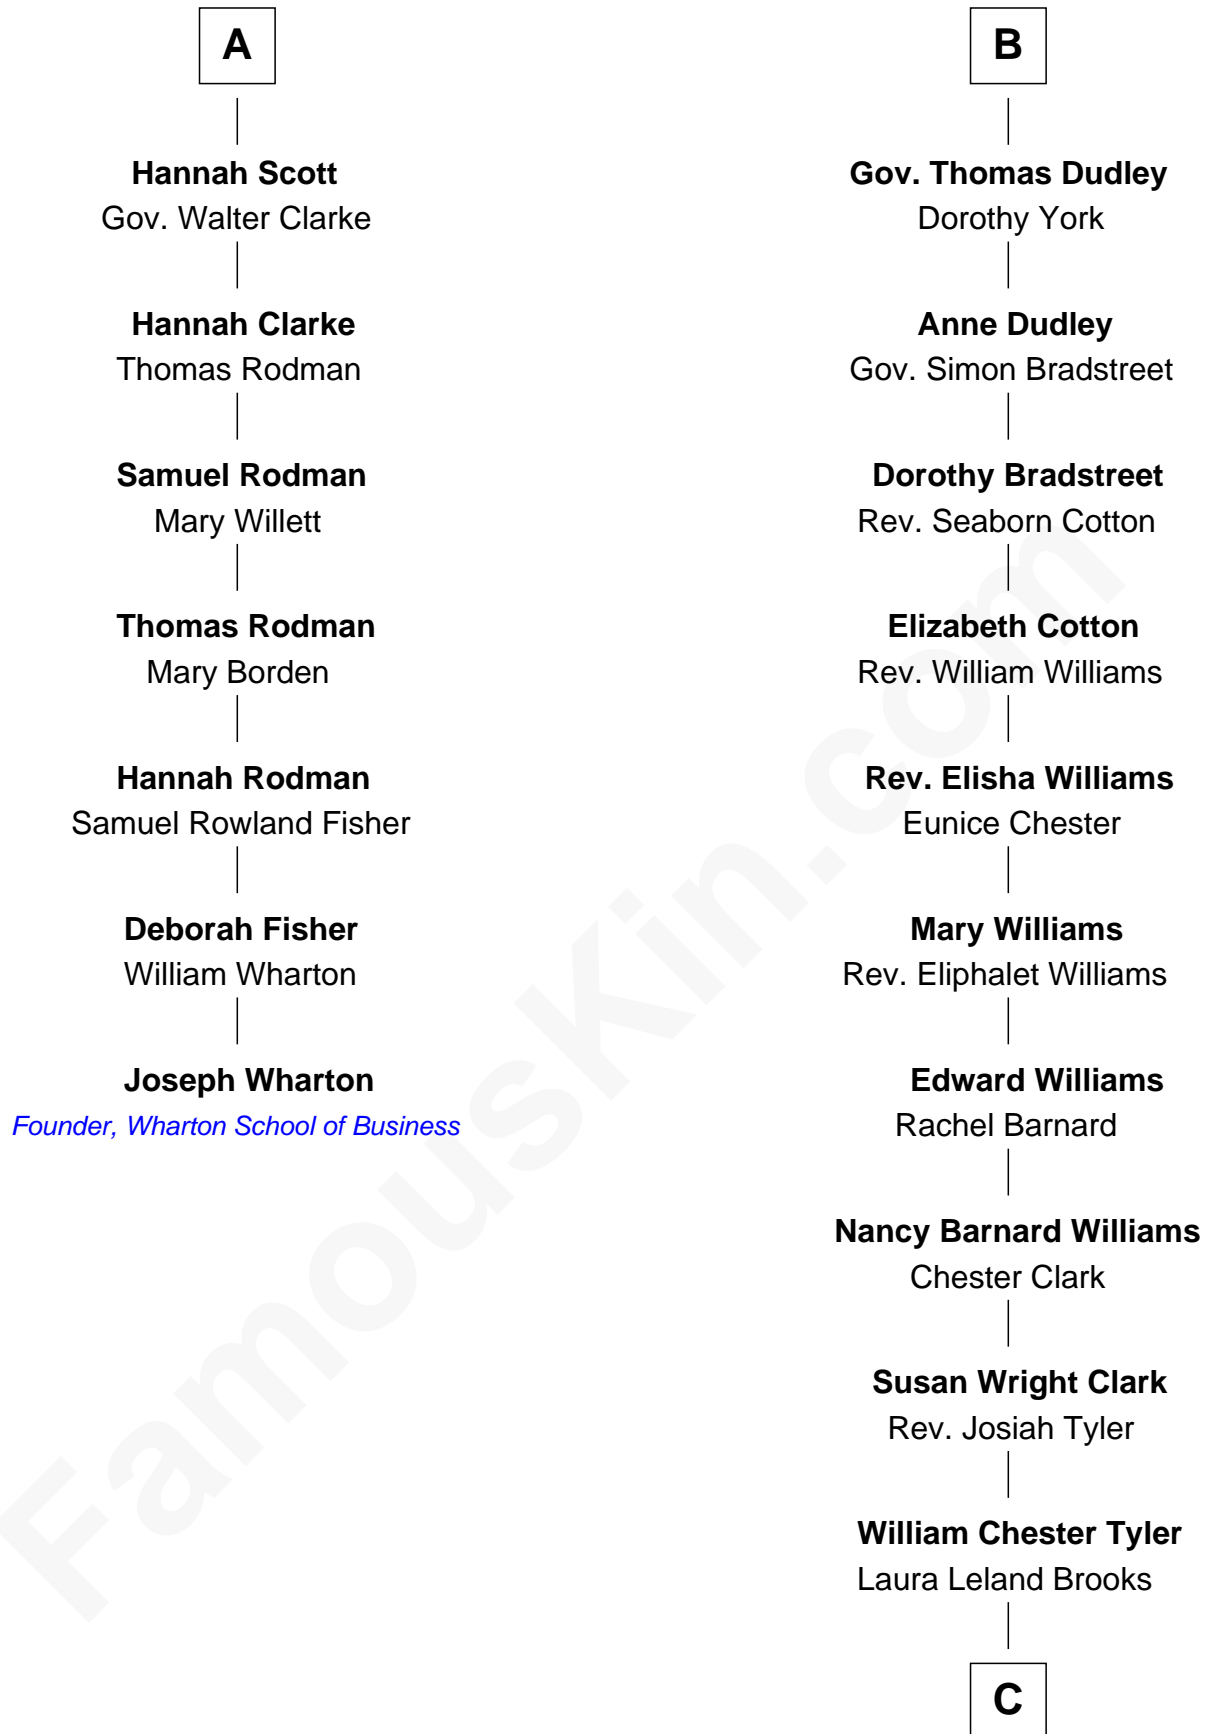 A
Hannah Scott
Gov. Walter Clarke
Hannah Clarke
Thomas Rodman
Samuel Rodman
Mary Willett
Thomas Rodman
Mary Borden
Hannah Rodman
Samuel Rowland Fisher
Deborah Fisher
William Wharton
Joseph Wharton
Founder, Wharton School of Business
B
Gov. Thomas Dudley
Dorothy York
Anne Dudley
Gov. Simon Bradstreet
Dorothy Bradstreet
Rev. Seaborn Cotton
Elizabeth Cotton
Rev. William Williams
Rev. Elisha Williams
Eunice Chester
Mary Williams
Rev. Eliphalet Williams
Edward Williams
Rachel Barnard
Nancy Barnard Williams
Chester Clark
Susan Wright Clark
Rev. Josiah Tyler
William Chester Tyler
Laura Leland Brooks
C
FamousKin.com